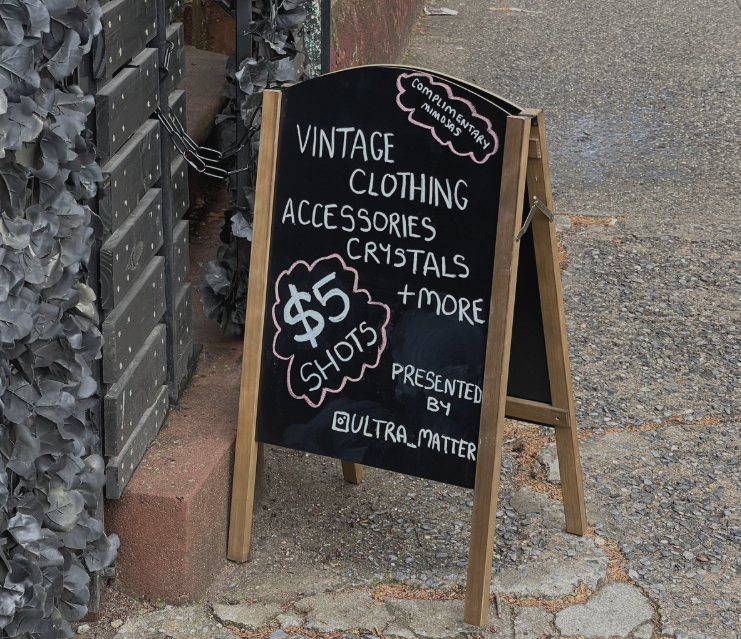 COMPLIMENTARY
MIMOSAS
VINTAGE
CLOTHING
ACCESSORIES
CRYSTALS
+MORE
$5
SHOTS
PRESENTED
BY
ULTRA_MATTER